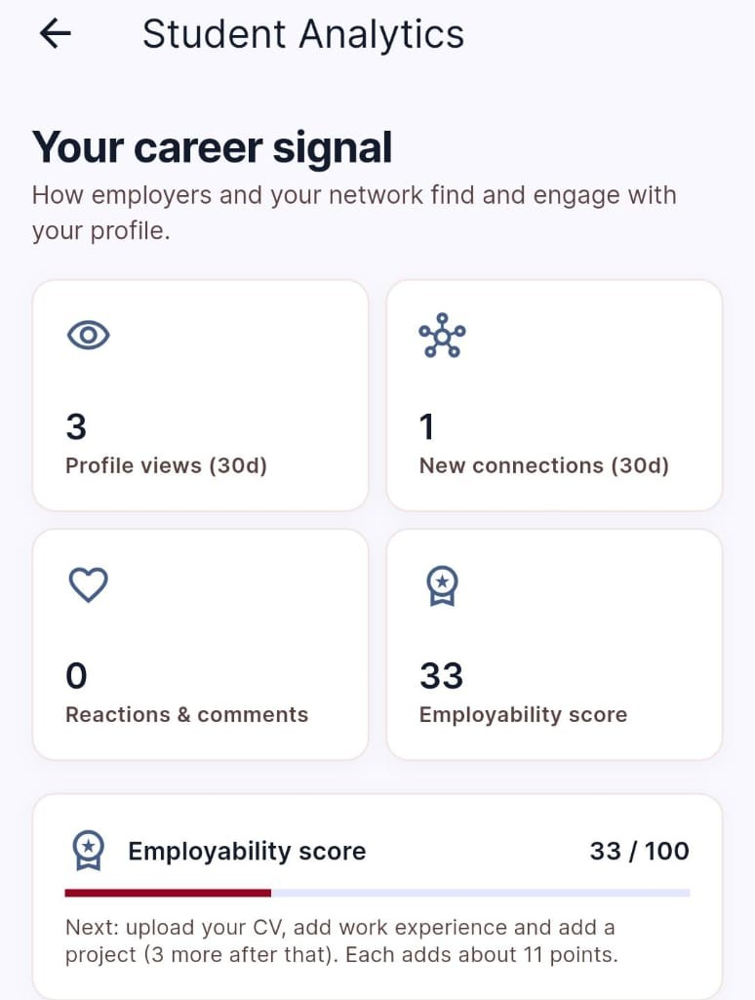 Student Analytics
Your career signal
How employers and your network find and engage with
your profile.
3
Profile views (30d)
1
New connections (30d)
0
Reactions & comments
33
Employability score
Employability score
33 / 100
Next: upload your CV, add work experience and add a
project (3 more after that). Each adds about 11 points.